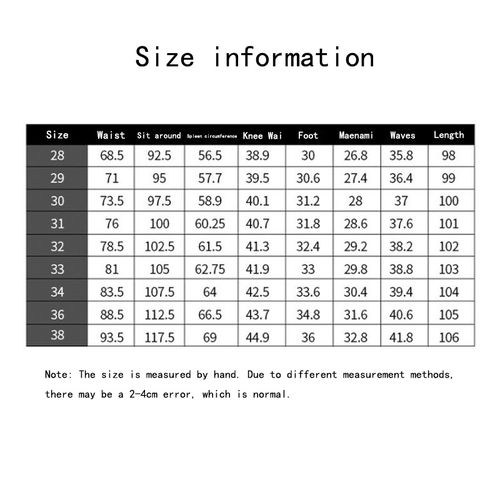 Size information
Size Waist Sit around Spleen circumference Knee Wai Foot Maenami Waves Length
28 68.5 92.5 56.5 38.9 30 26.8 35.8 98
29 71 95 57.7 39.5 30.6 27.4 36.4 99
30 73.5 97.5 58.9 40.1 31.2 28 37 100
31 76 100 60.25 40.7 31.8 28.6 37.6 101
32 78.5 102.5 61.5 41.3 32.4 29.2 38.2 102
33 81 105 62.75 41.9 33 29.8 38.8 103
34 83.5 107.5 64 42.5 33.6 30.4 39.4 104
36 88.5 112.5 66.5 43.7 34.8 31.6 40.6 105
38 93.5 117.5 69 44.9 36 32.8 41.8 106
Note: The size is measured by hand. Due to different measurement methods,
there may be a 2-4cm error, which is normal.